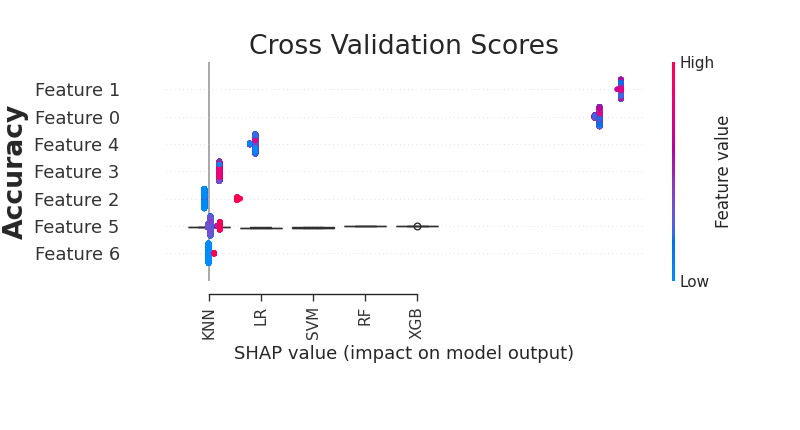 Cross Validation Scores
Accuracy
Feature 1
Feature 0
Feature 4
Feature 3
Feature 2
Feature 5
Feature 6
High
Feature value
Low
KNN
LR
SVM
RF
XGB
SHAP value (impact on model output)